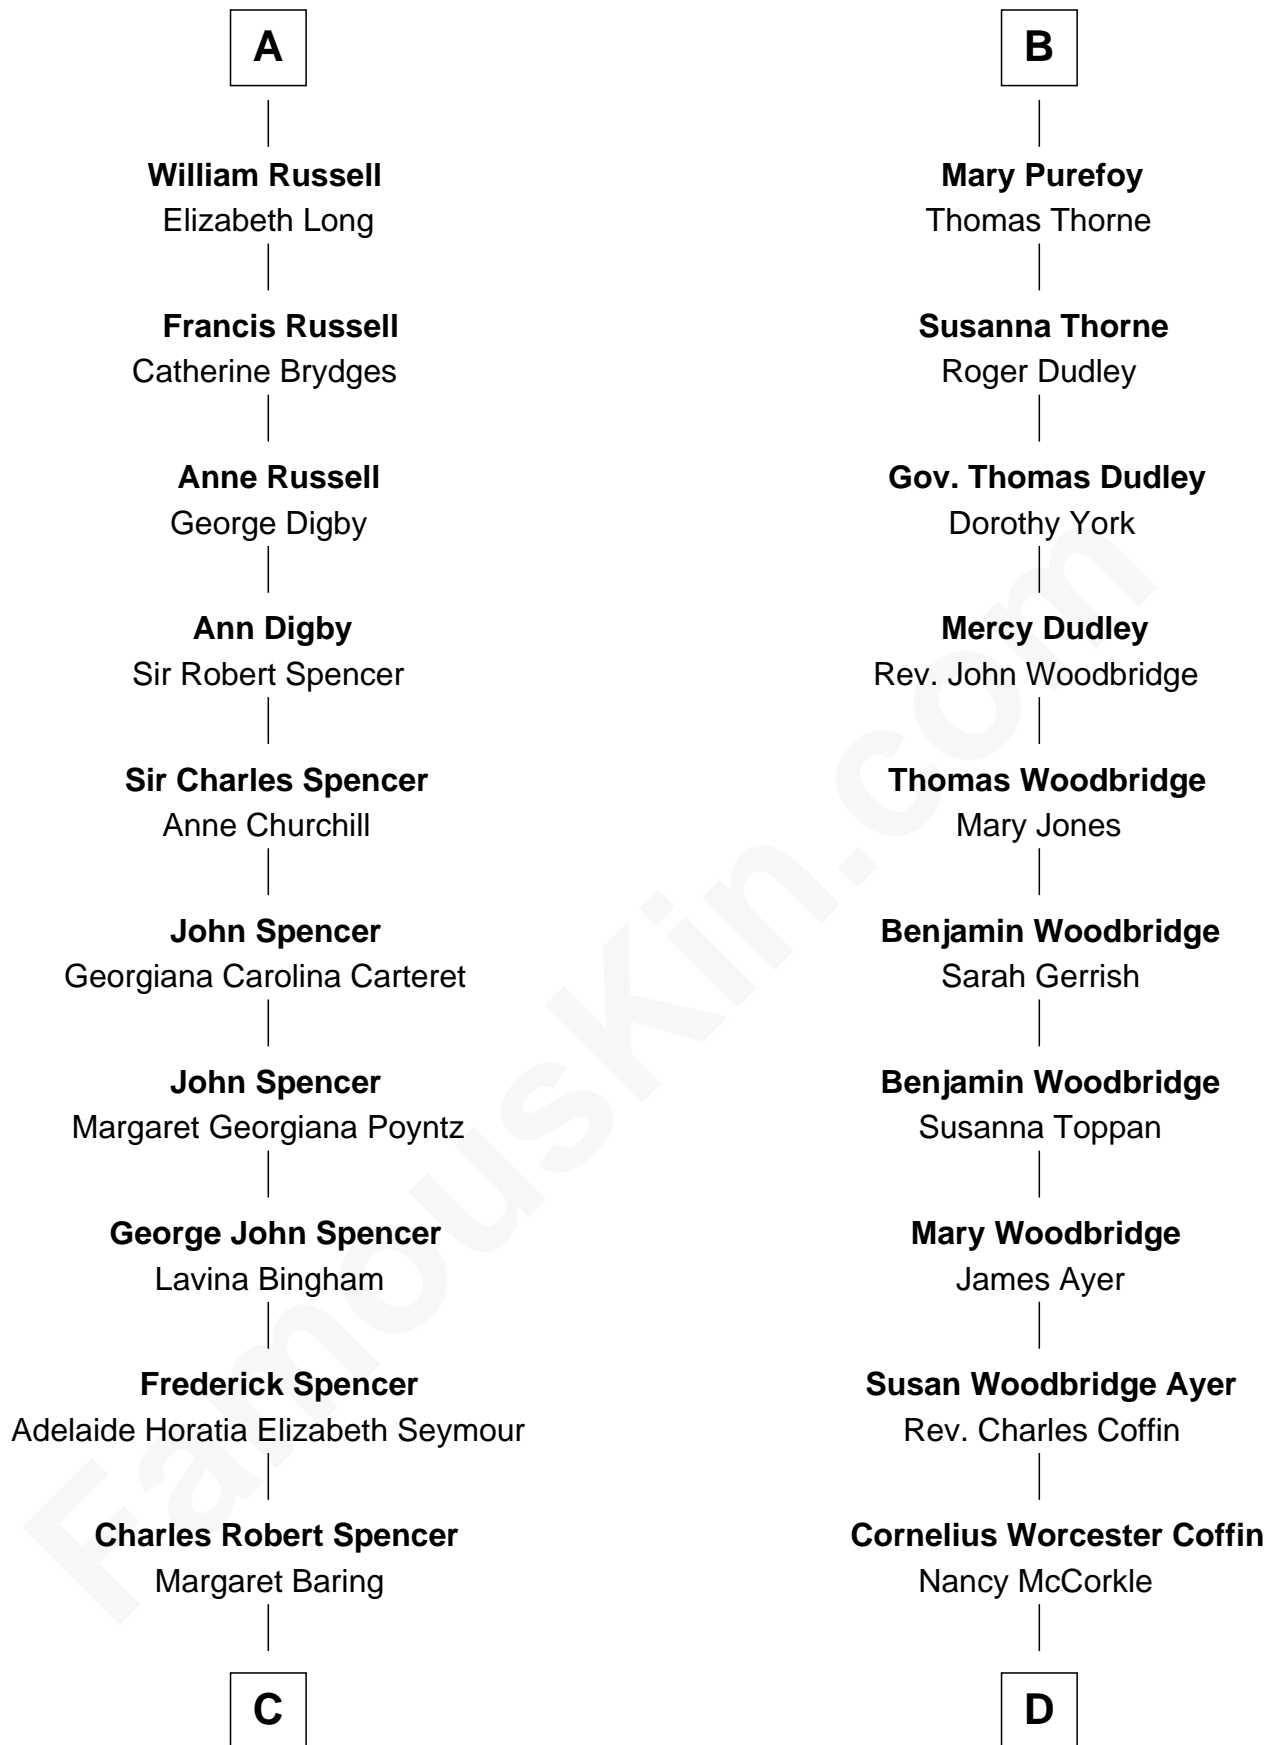 A
William Russell
Elizabeth Long
Francis Russell
Catherine Brydges
Anne Russell
George Digby
Ann Digby
Sir Robert Spencer
Sir Charles Spencer
Anne Churchill
John Spencer
Georgiana Carolina Carteret
John Spencer
Margaret Georgiana Poyntz
George John Spencer
Lavina Bingham
Frederick Spencer
Adelaide Horatia Elizabeth Seymour
Charles Robert Spencer
Margaret Baring
C
B
Mary Purefoy
Thomas Thorne
Susanna Thorne
Roger Dudley
Gov. Thomas Dudley
Dorothy York
Mercy Dudley
Rev. John Woodbridge
Thomas Woodbridge
Mary Jones
Benjamin Woodbridge
Sarah Gerrish
Benjamin Woodbridge
Susanna Toppan
Mary Woodbridge
James Ayer
Susan Woodbridge Ayer
Rev. Charles Coffin
Cornelius Worcester Coffin
Nancy McCorkle
D
FamousKin.com